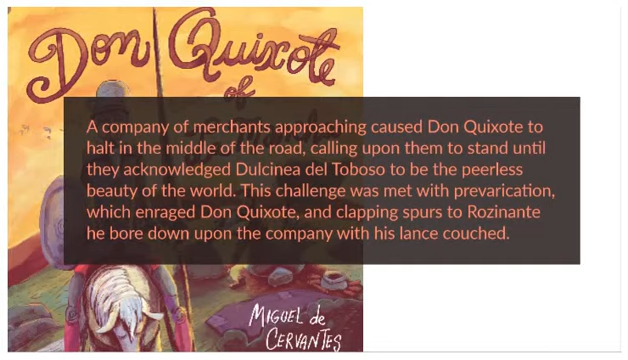 Don Quixote
of
A company of merchants approaching caused Don Quixote to
halt in the middle of the road, calling upon them to stand until
they acknowledged Dulcinea del Toboso to be the peerless
beauty of the world. This challenge was met with prevarication,
which enraged Don Quixote, and clapping spurs to Rozinante
he bore down upon the company with his lance couched.
MIGUEL de
CERVANTES